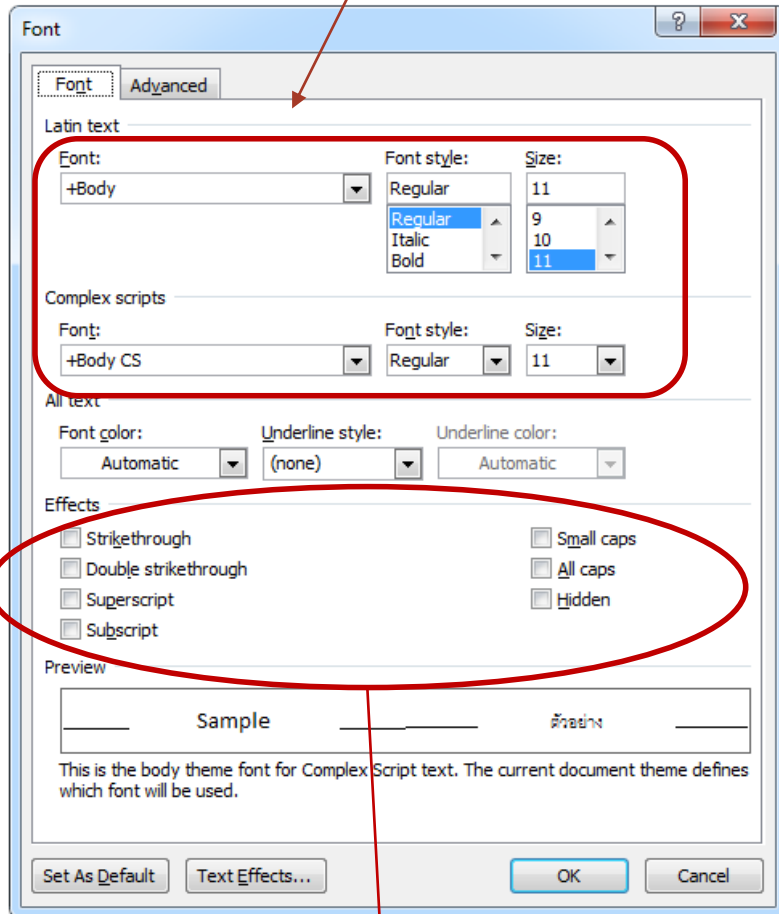 Font
Font Advanced
Latin text
Font: Font style: Size:
+Body Regular 11
Regular 9
Italic 10
Bold 11
Complex scripts
Font: Font style: Size:
+Body CS Regular 11
All text
Font color: Underline style: Underline color:
Automatic (none) Automatic
Effects
Strikethrough Small caps
Double strikethrough All caps
Superscript Hidden
Subscript
Preview
Sample ตัวอย่าง
This is the body theme font for Complex Script text. The current document theme defines
which font will be used.
Set As Default Text Effects... OK Cancel